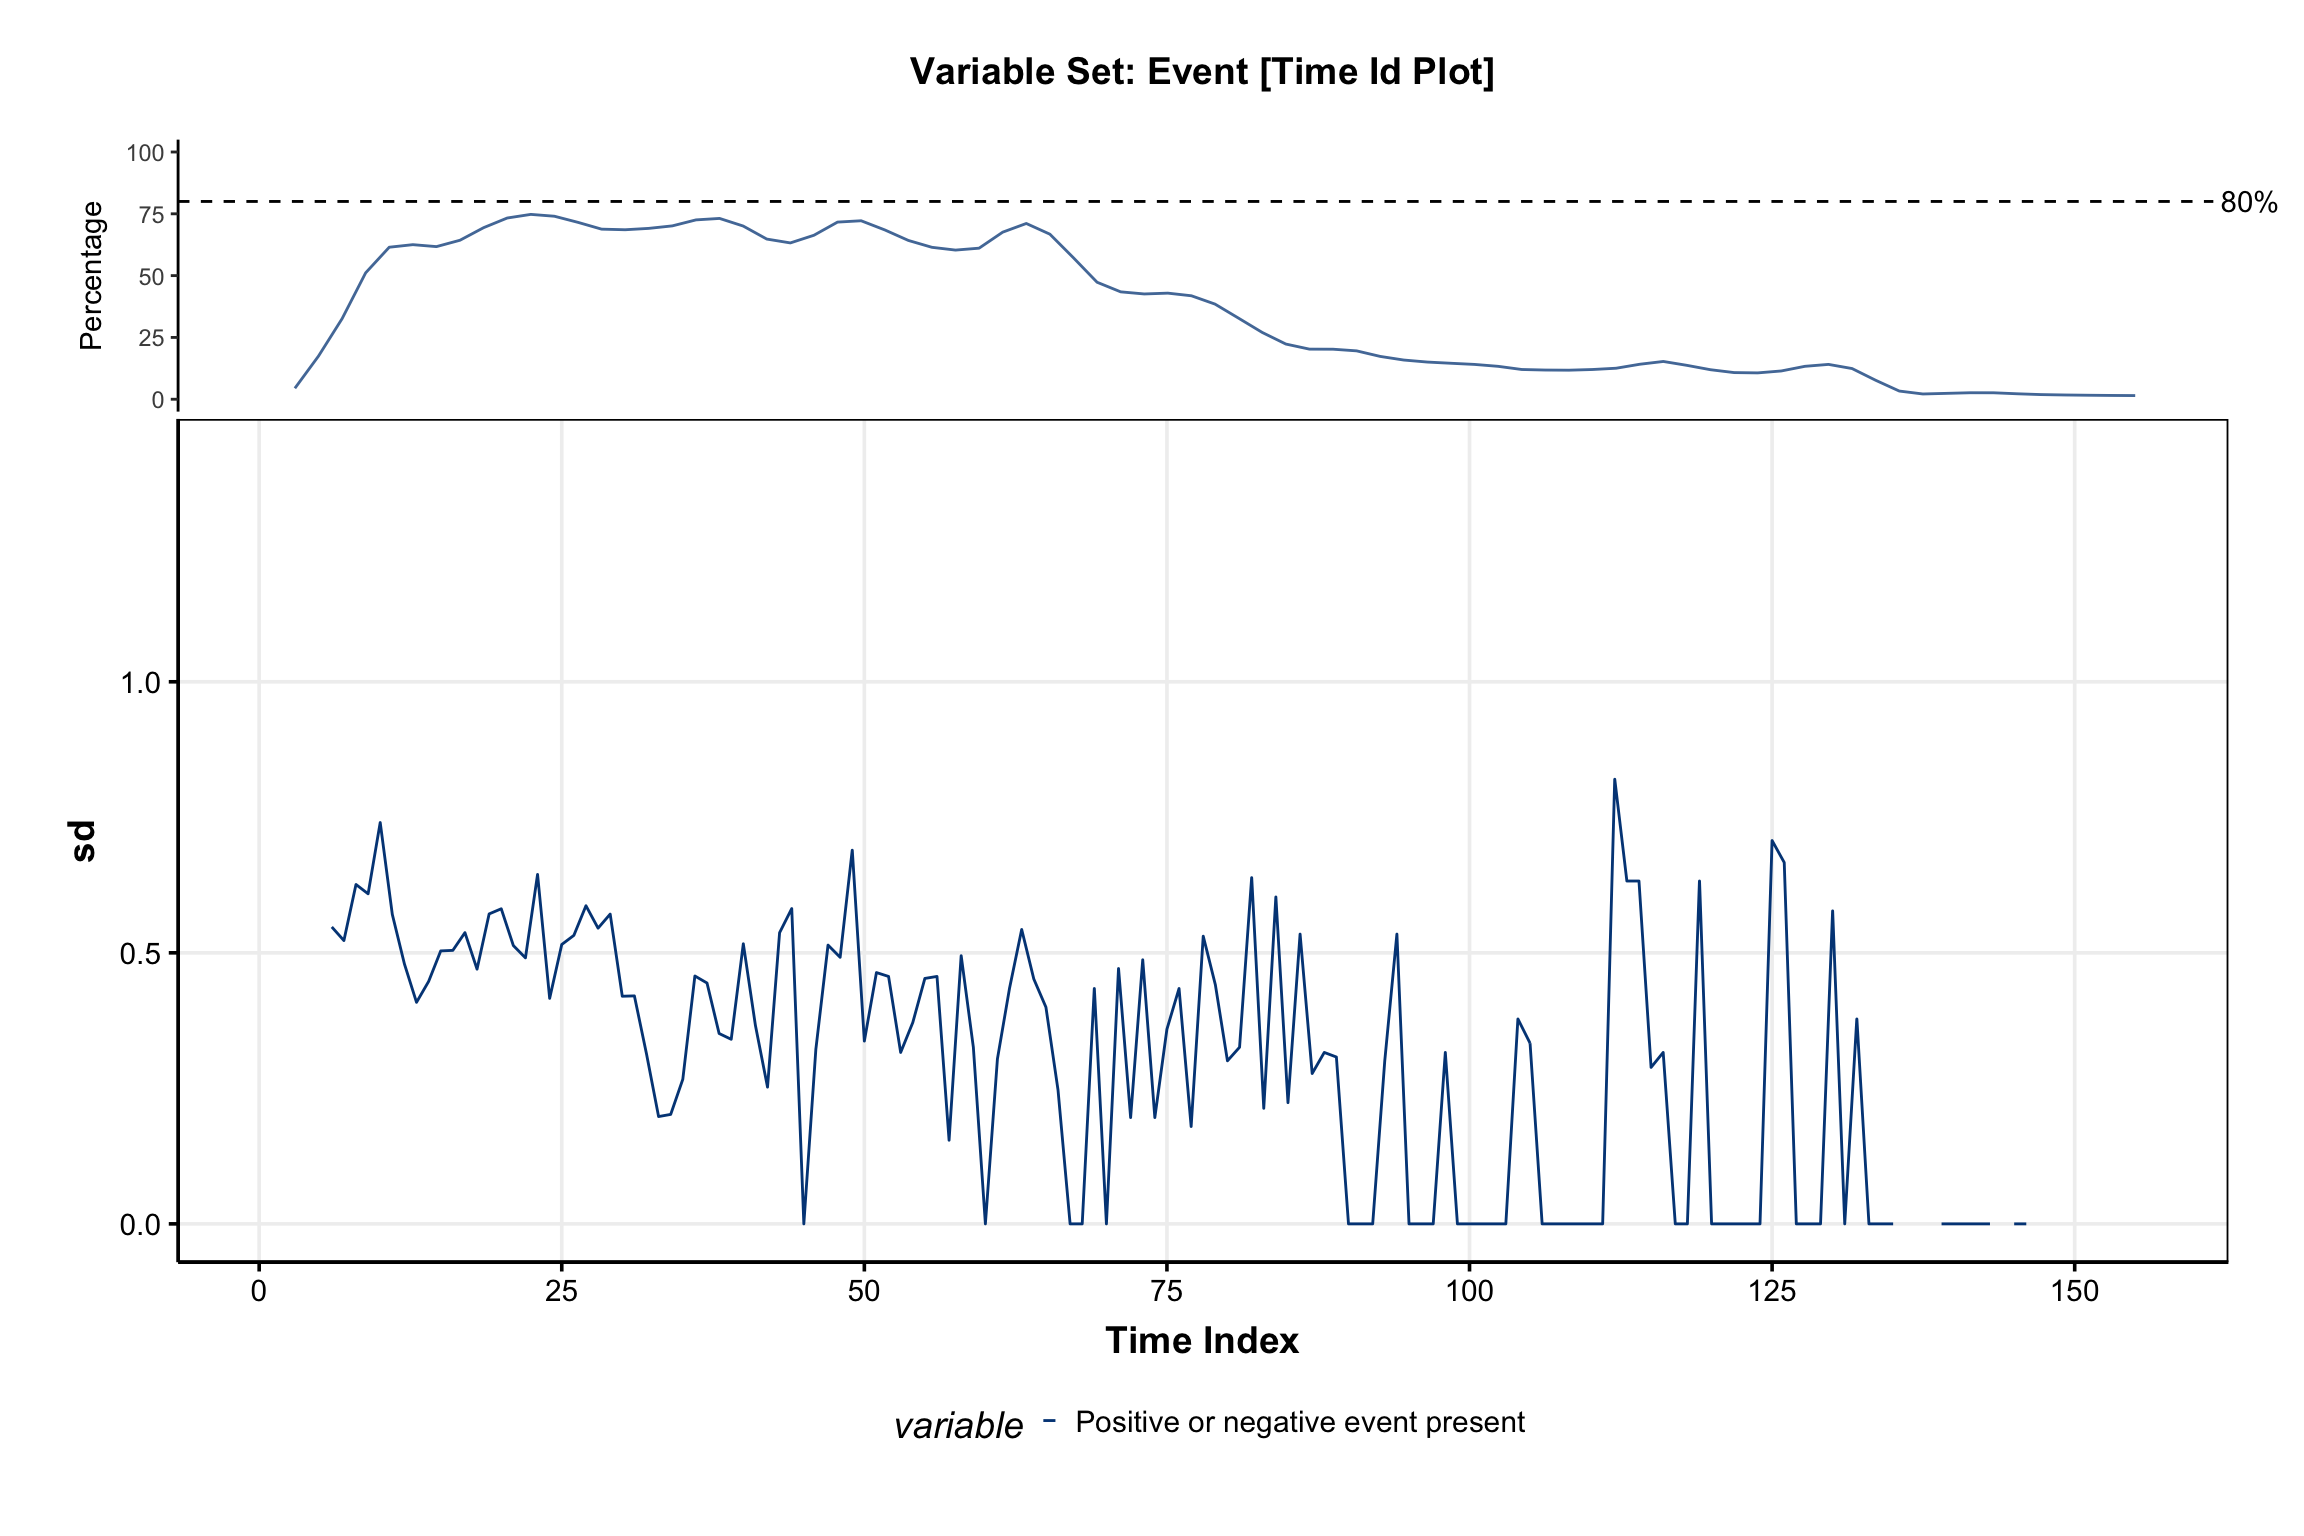 Variable Set: Event [Time Id Plot]
100
75
50
25
0
Percentage
80%
1.0
0.5
0.0
sd
0 25 50 75 100 125 150
Time Index
variable Positive or negative event present